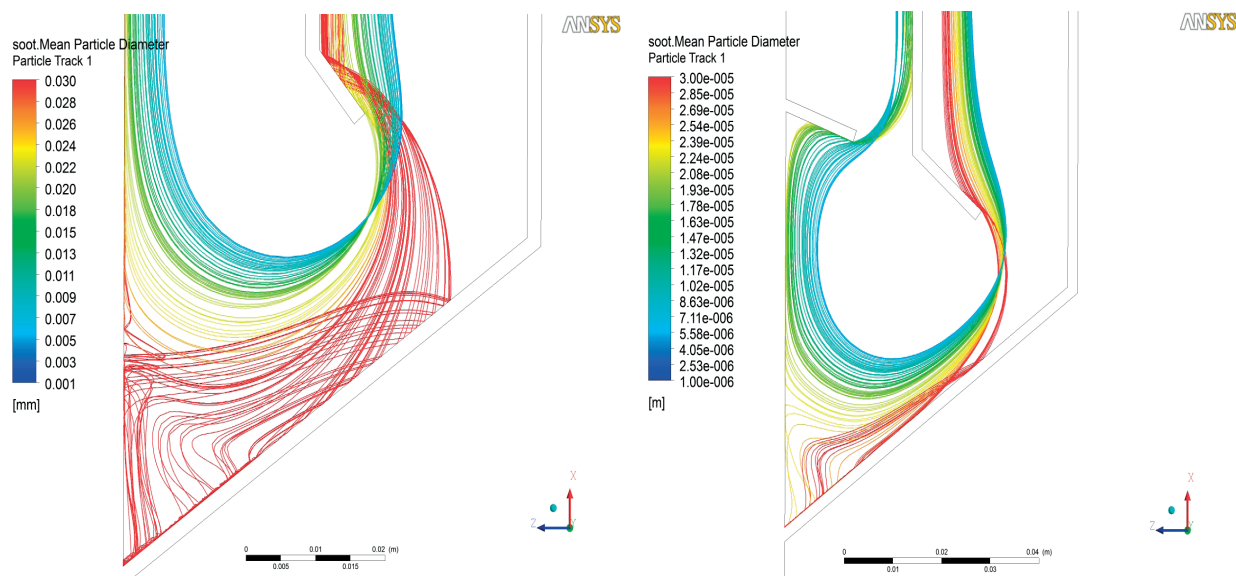 ANSYS
soot.Mean Particle Diameter
Particle Track 1
0.030
0.028
0.026
0.024
0.022
0.020
0.018
0.016
0.015
0.013
0.011
0.009
0.007
0.005
0.003
0.001
[mm]
X
Z
Y
0
0.01
0.02 (m)
0.005
0.015
ANSYS
soot.Mean Particle Diameter
Particle Track 1
3.00e-005
2.85e-005
2.69e-005
2.54e-005
2.39e-005
2.24e-005
2.08e-005
1.93e-005
1.78e-005
1.63e-005
1.47e-005
1.32e-005
1.17e-005
1.02e-005
8.63e-006
7.11e-006
5.58e-006
4.05e-006
2.53e-006
1.00e-006
[m]
X
Z
Y
0
0.02
0.04 (m)
0.01
0.03